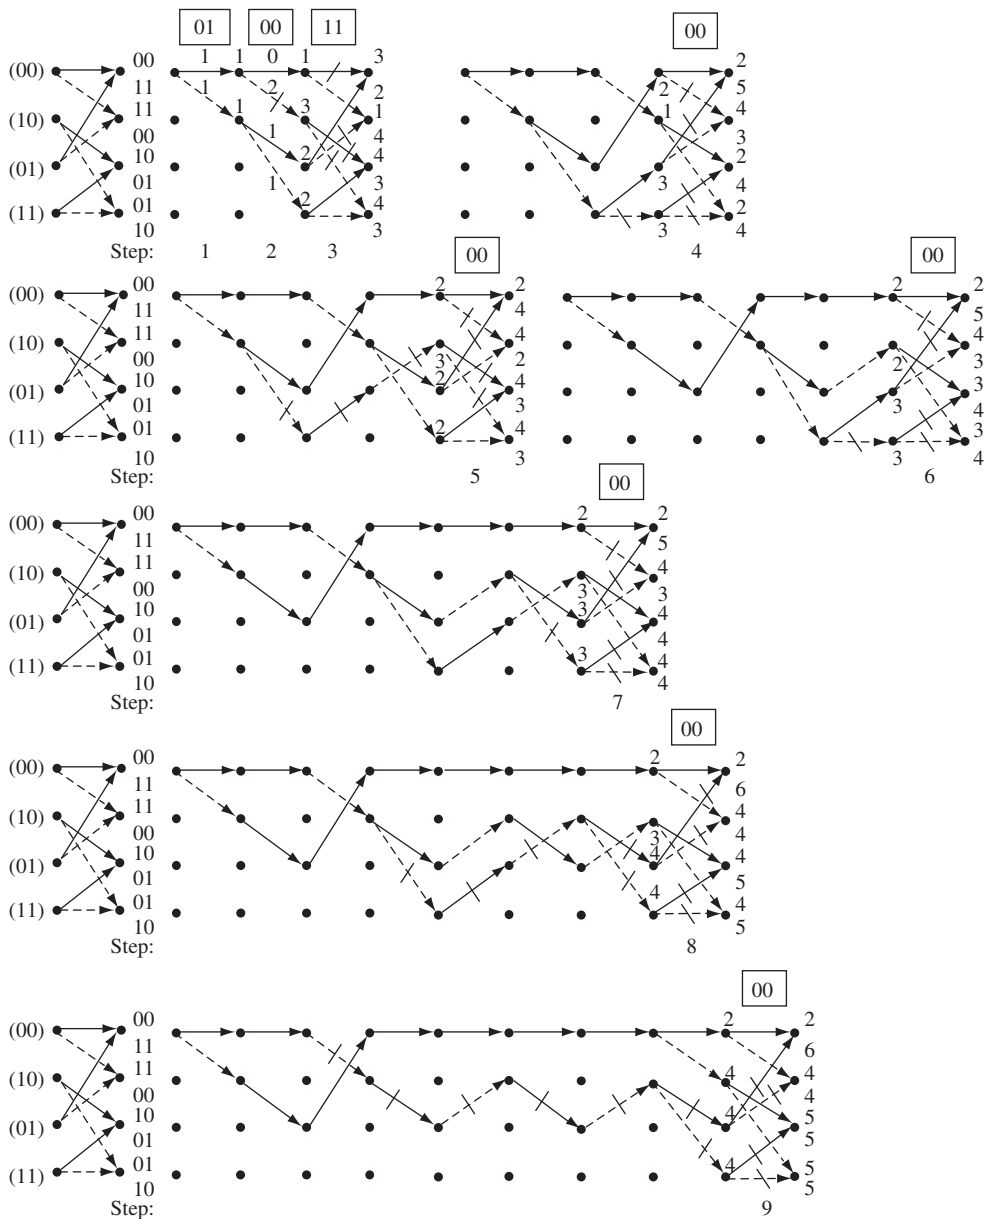 01 00 11 00
00 1 1 0 1 3 2
(00)
11 1 2 2 2 5
11 1 3 1 1 4
(10)
00 1 4 3
10 2 4 2
(01)
01 1 3 3 4
01 2 4 2
(11)
10 3 3 4
Step: 1 2 3 4
00 00
00 2 2 2 2
(00)
11 4 5
11 4 4
(10)
00 3 2 2 3
10 2 4 3
(01)
01 3 3 3
01 2 4 4
(11)
10 3 3
Step: 5 6
00
00 2 2
(00)
11 5
11 4
(10)
00 3 3
10 3 4
(01)
01 4
01 3 4
(11)
10 4
Step: 7
00
00 2 2
(00)
11 6
11 4
(10)
00 3 4
10 4 4
(01)
01 4 5
01 4
(11)
10 5
Step: 8
00
00 2 2
(00)
11 6
11 4 4
(10)
00 4
10 4 5
(01)
01 5
01 4 5
(11)
10 5
Step: 9